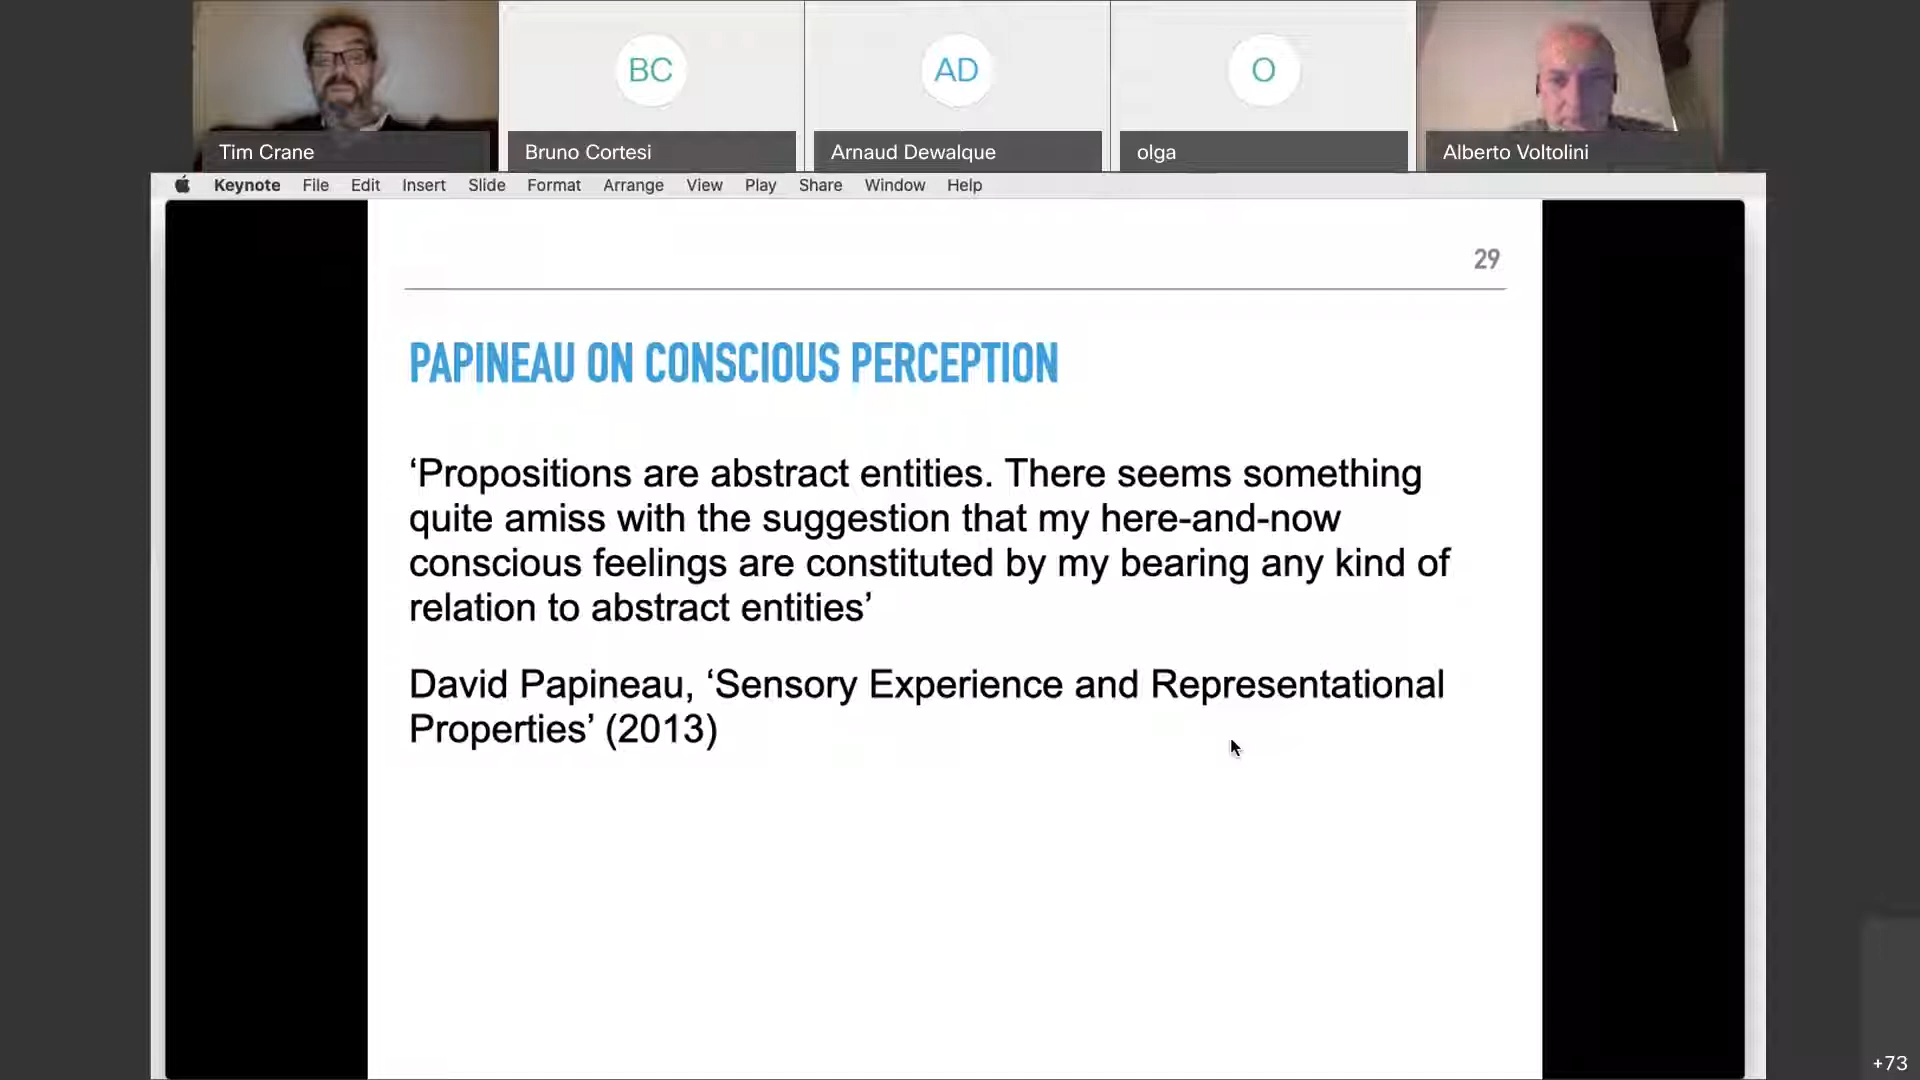 BC
AD
O
Tim Crane
Bruno Cortesi
Arnaud Dewalque
olga
Alberto Voltolini
Keynote File Edit Insert Slide Format Arrange View Play Share Window Help
29
PAPINEAU ON CONSCIOUS PERCEPTION
‘Propositions are abstract entities. There seems something
quite amiss with the suggestion that my here-and-now
conscious feelings are constituted by my bearing any kind of
relation to abstract entities’
David Papineau, ‘Sensory Experience and Representational
Properties’ (2013)
+73